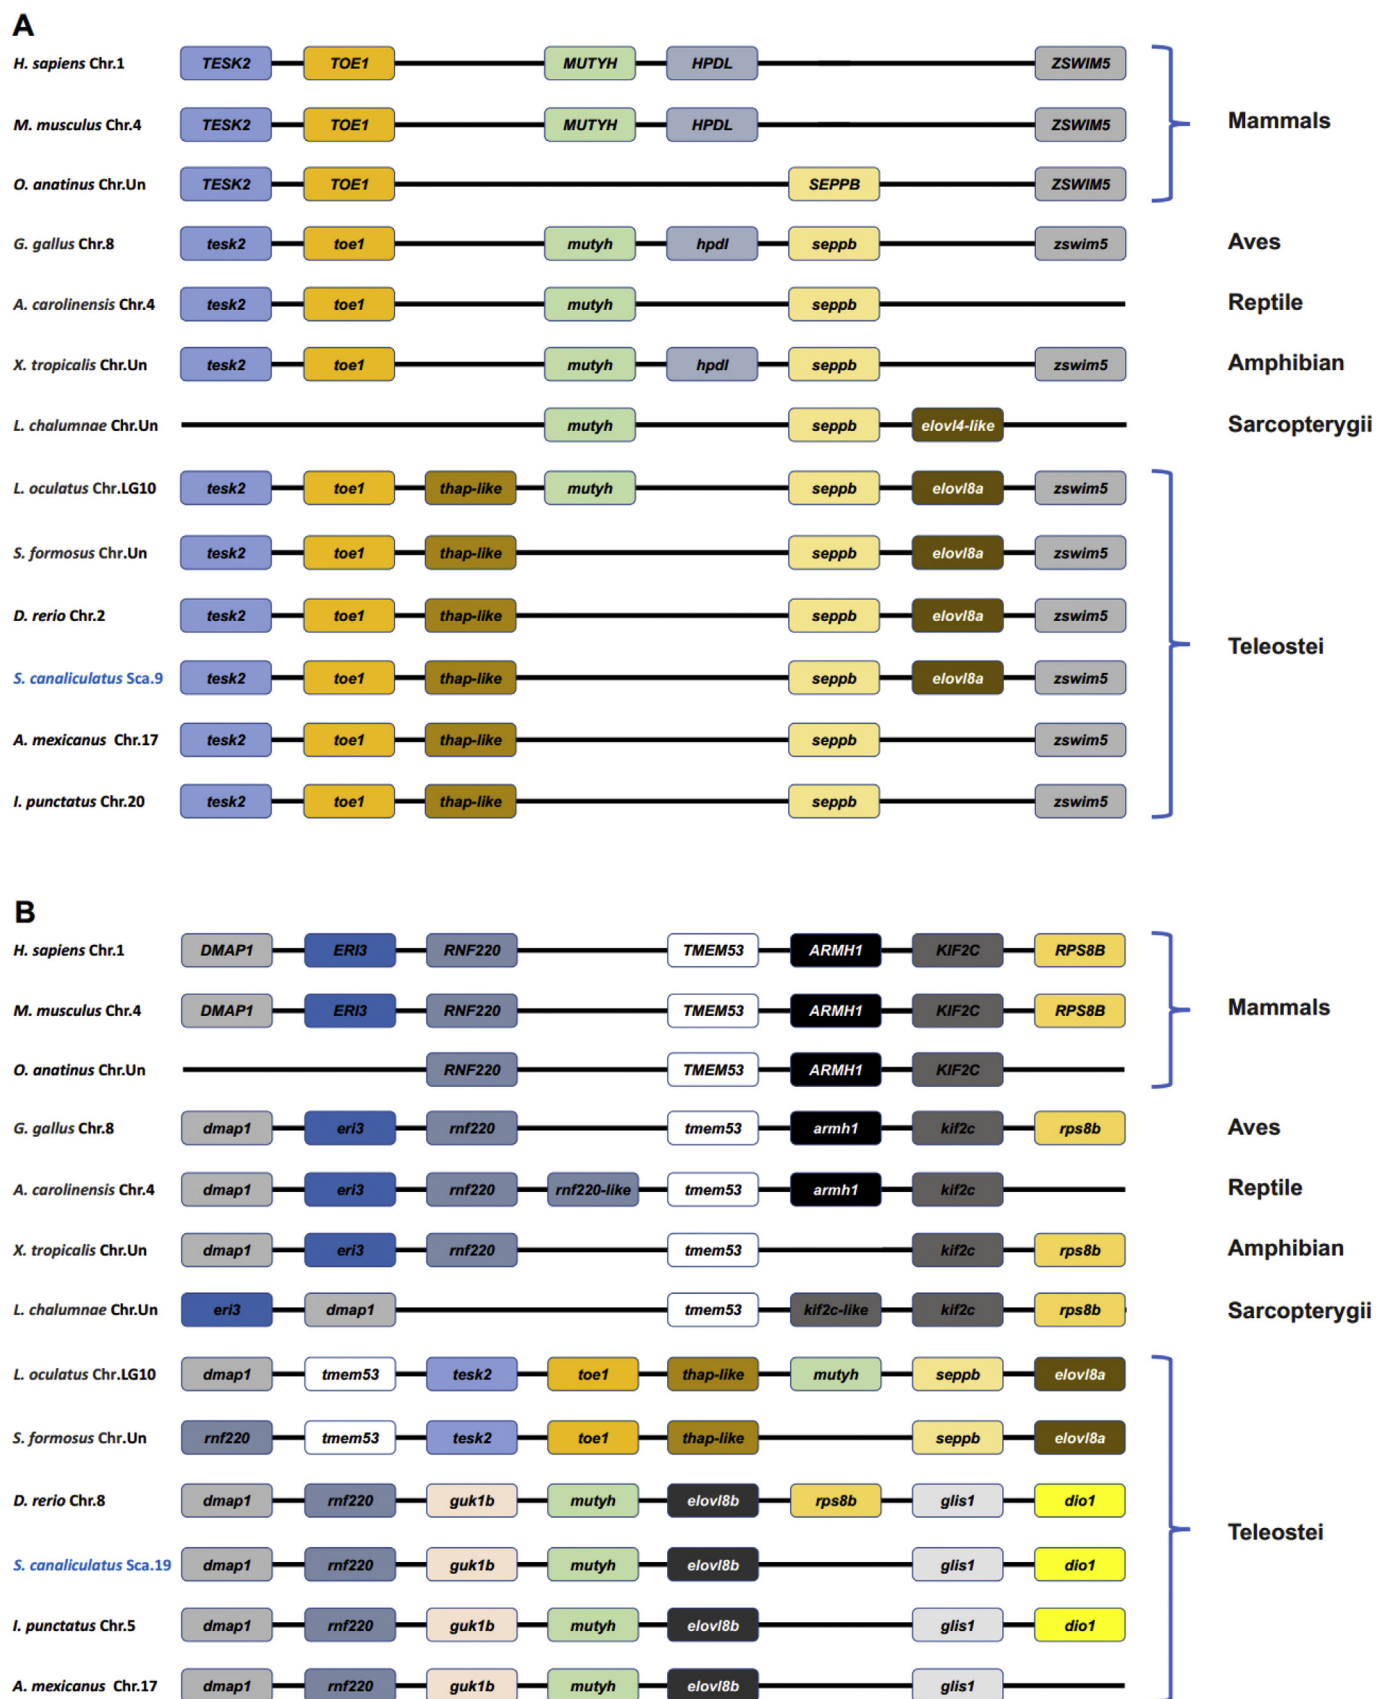 A
H. sapiens Chr.1 TESK2 TOE1 MUTYH HPDL ZSWIM5
M. musculus Chr.4 TESK2 TOE1 MUTYH HPDL ZSWIM5 Mammals
O. anatinus Chr.Un TESK2 TOE1 SEPPB ZSWIM5
G. gallus Chr.8 tesk2 toe1 mutyh hpdl seppb zswim5 Aves
A. carolinensis Chr.4 tesk2 toe1 mutyh seppb Reptile
X. tropicalis Chr.Un tesk2 toe1 mutyh hpdl seppb zswim5 Amphibian
L. chalumnae Chr.Un mutyh seppb elovl4-like Sarcopterygii
L. oculatus Chr.LG10 tesk2 toe1 thap-like mutyh seppb elovl8a zswim5
S. formosus Chr.Un tesk2 toe1 thap-like seppb elovl8a zswim5
D. rerio Chr.2 tesk2 toe1 thap-like seppb elovl8a zswim5
Teleostei
S. canaliculatus Sca.9 tesk2 toe1 thap-like seppb elovl8a zswim5
A. mexicanus Chr.17 tesk2 toe1 thap-like seppb zswim5
I. punctatus Chr.20 tesk2 toe1 thap-like seppb zswim5
B
H. sapiens Chr.1 DMAP1 ERI3 RNF220 TMEM53 ARMH1 KIF2C RPS8B
M. musculus Chr.4 DMAP1 ERI3 RNF220 TMEM53 ARMH1 KIF2C RPS8B Mammals
O. anatinus Chr.Un RNF220 TMEM53 ARMH1 KIF2C
G. gallus Chr.8 dmap1 eri3 rnf220 tmem53 armh1 kif2c rps8b Aves
A. carolinensis Chr.4 dmap1 eri3 rnf220 rnf220-like tmem53 armh1 kif2c Reptile
X. tropicalis Chr.Un dmap1 eri3 rnf220 tmem53 kif2c rps8b Amphibian
L. chalumnae Chr.Un eri3 dmap1 tmem53 kif2c-like kif2c rps8b Sarcopterygii
L. oculatus Chr.LG10 dmap1 tmem53 tesk2 toe1 thap-like mutyh seppb elovl8a
S. formosus Chr.Un rnf220 tmem53 tesk2 toe1 thap-like seppb elovl8a
D. rerio Chr.8 dmap1 rnf220 guk1b mutyh elovl8b rps8b glis1 dio1
Teleostei
S. canaliculatus Sca.19 dmap1 rnf220 guk1b mutyh elovl8b glis1 dio1
I. punctatus Chr.5 dmap1 rnf220 guk1b mutyh elovl8b glis1 dio1
A. mexicanus Chr.17 dmap1 rnf220 guk1b mutyh elovl8b glis1